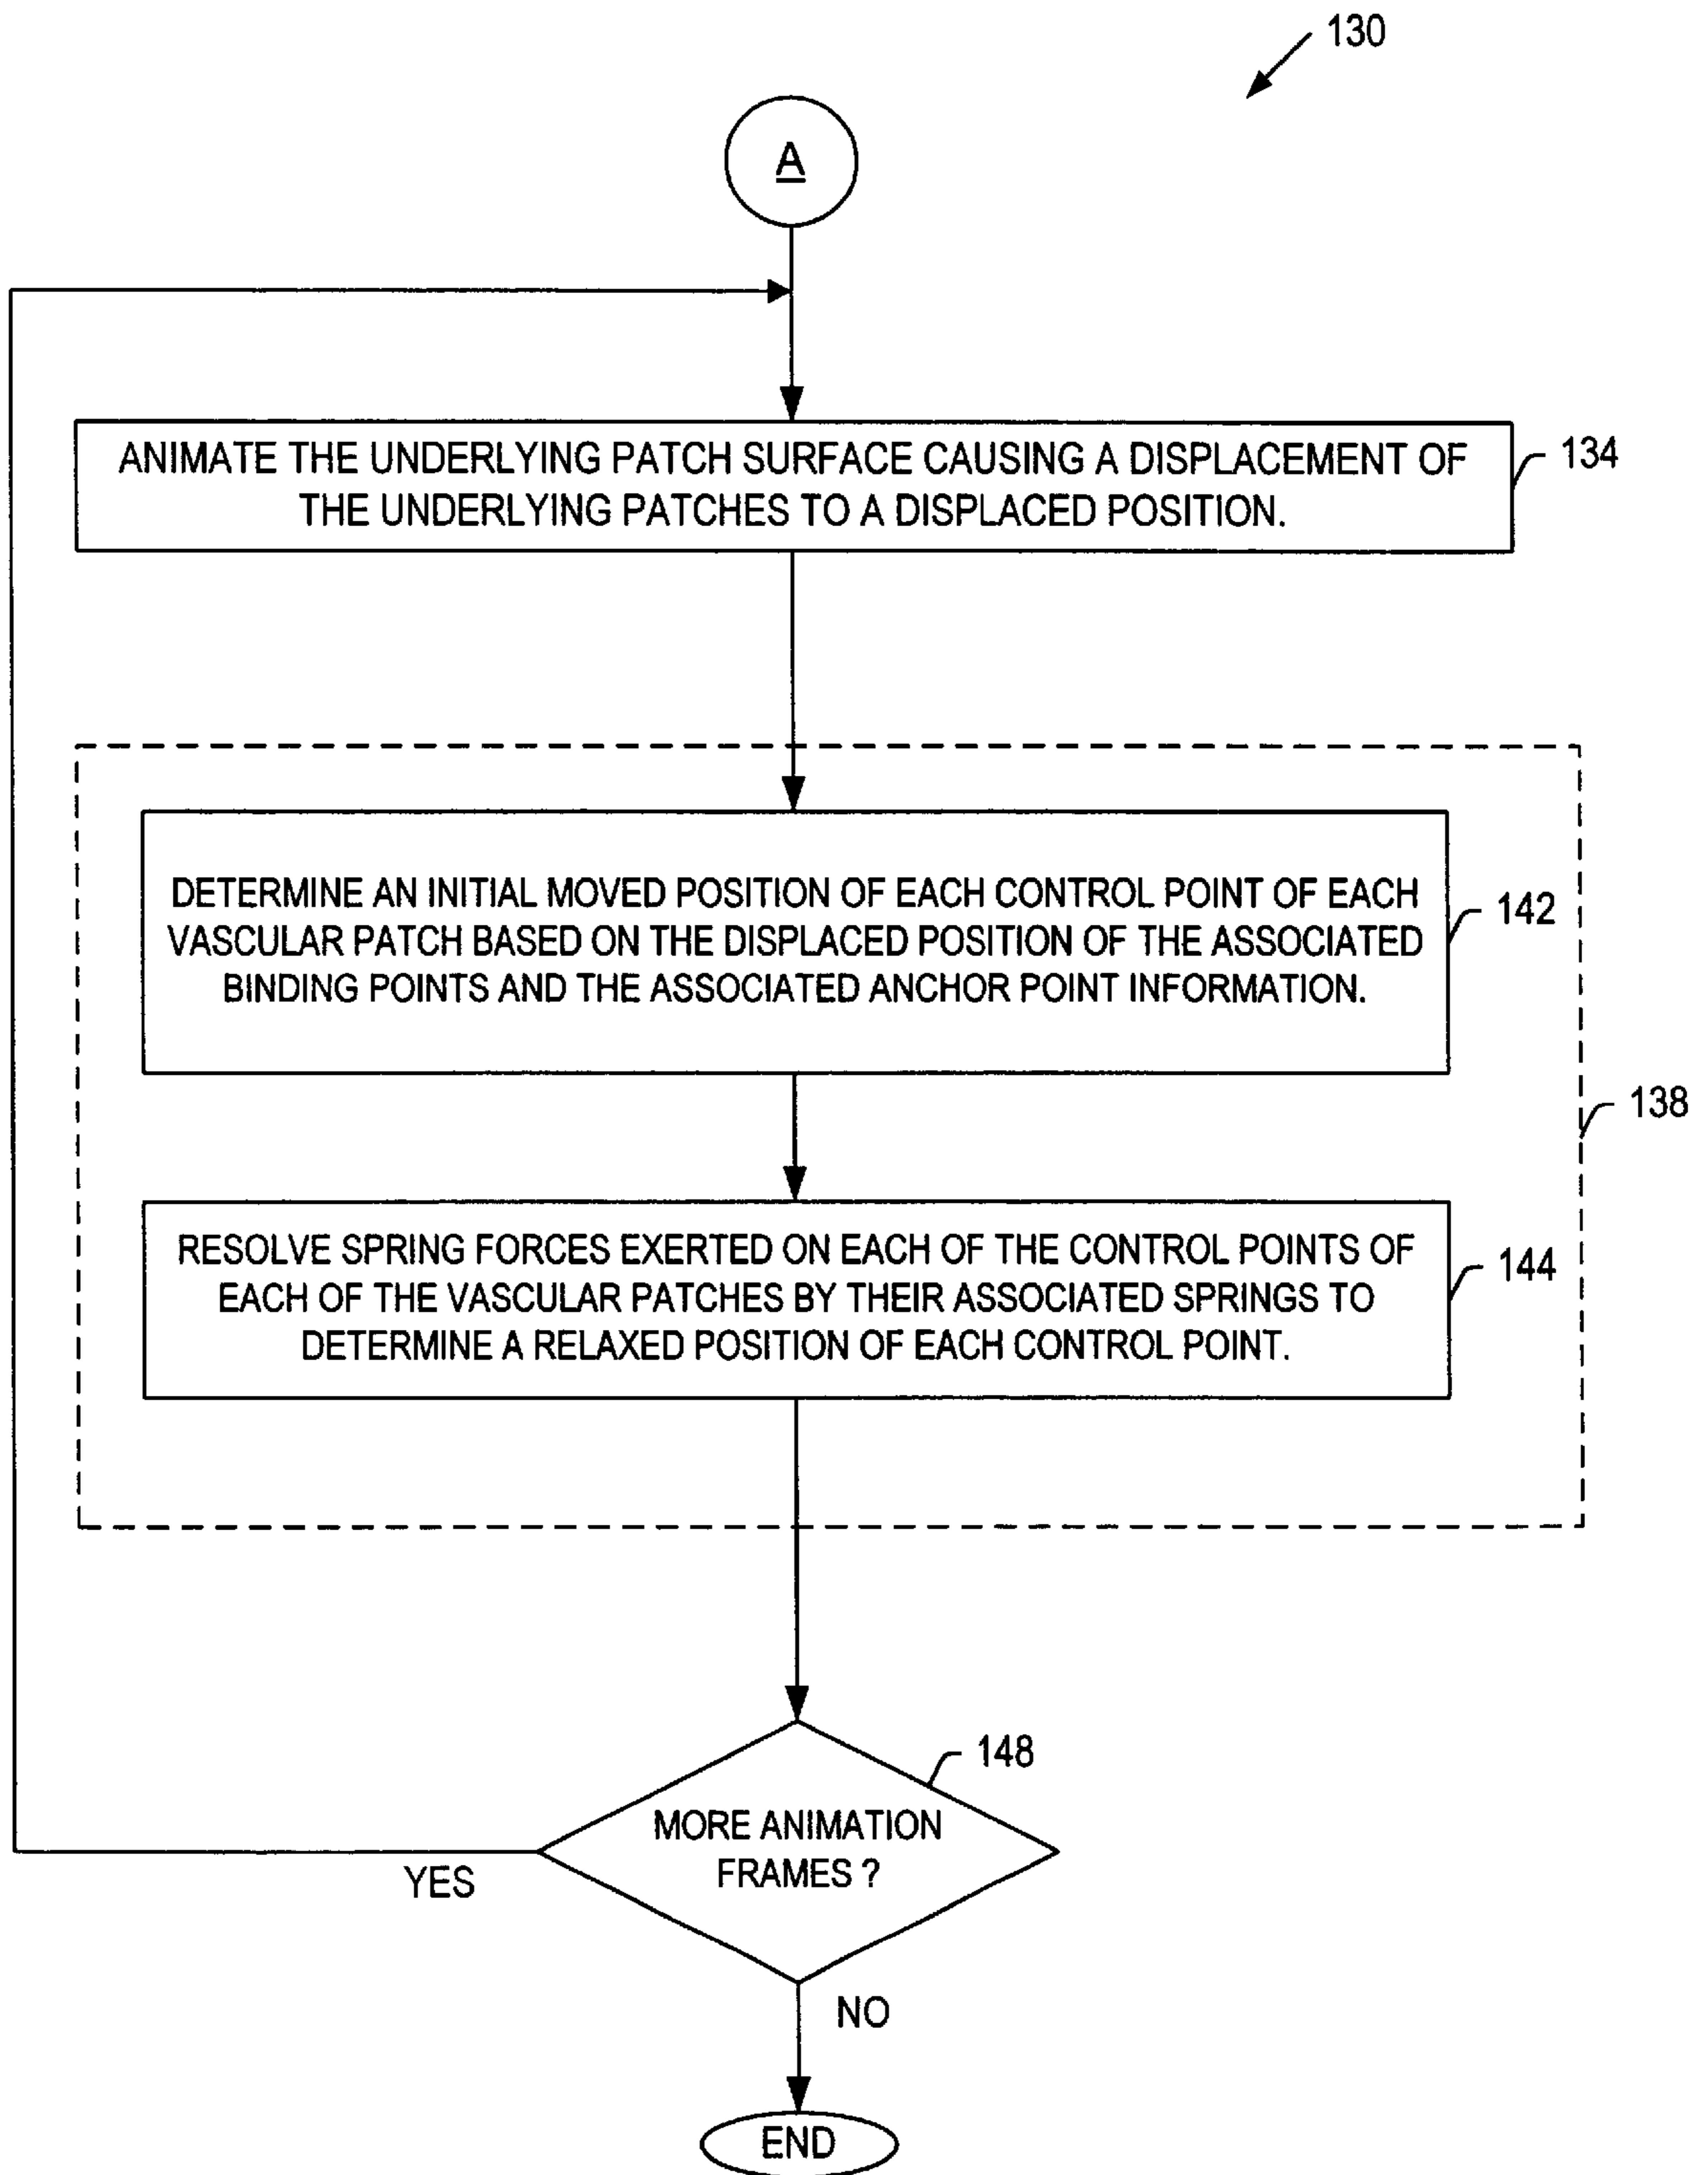 130
A
ANIMATE THE UNDERLYING PATCH SURFACE CAUSING A DISPLACEMENT OF
THE UNDERLYING PATCHES TO A DISPLACED POSITION.
134
DETERMINE AN INITIAL MOVED POSITION OF EACH CONTROL POINT OF EACH
VASCULAR PATCH BASED ON THE DISPLACED POSITION OF THE ASSOCIATED
BINDING POINTS AND THE ASSOCIATED ANCHOR POINT INFORMATION.
142
138
RESOLVE SPRING FORCES EXERTED ON EACH OF THE CONTROL POINTS OF
EACH OF THE VASCULAR PATCHES BY THEIR ASSOCIATED SPRINGS TO
DETERMINE A RELAXED POSITION OF EACH CONTROL POINT.
144
148
MORE ANIMATION
FRAMES ?
YES
NO
END